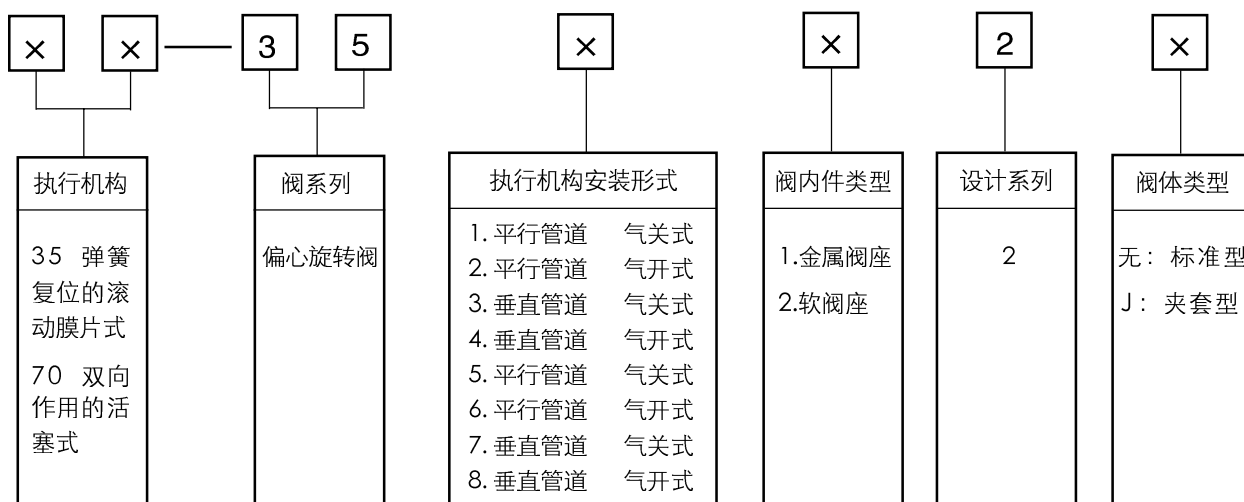 × × — 3 5 × × 2 ×
执行机构
35 弹簧
复位的滚
动膜片式
70 双向
作用的活
塞式
阀系列
偏心旋转阀
执行机构安装形式
1. 平行管道 气关式
2. 平行管道 气开式
3. 垂直管道 气关式
4. 垂直管道 气开式
5. 平行管道 气关式
6. 平行管道 气开式
7. 垂直管道 气关式
8. 垂直管道 气开式
阀内件类型
1.金属阀座
2.软阀座
设计系列
2
阀体类型
无: 标准型
J: 夹套型